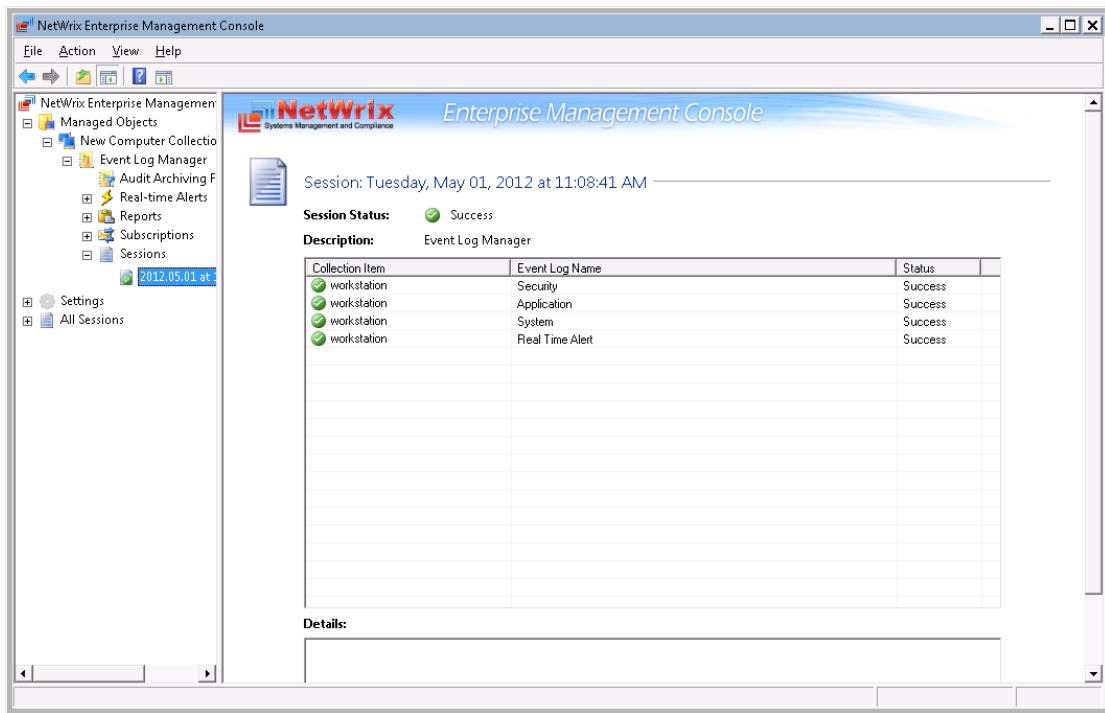 NetWrix Enterprise Management Console
File Action View Help
NetWrix Enterprise Managemen
Managed Objects
New Computer Collectio
Event Log Manager
Audit Archiving F
Real-time Alerts
Reports
Subscriptions
Sessions
2012.05.01 at
Settings
All Sessions
NetWrix
Systems Management and Compliance
Enterprise Management Console
Session: Tuesday, May 01, 2012 at 11:08:41 AM
Session Status: Success
Description: Event Log Manager
Collection Item Event Log Name Status
workstation Security Success
workstation Application Success
workstation System Success
workstation Real Time Alert Success
Details: